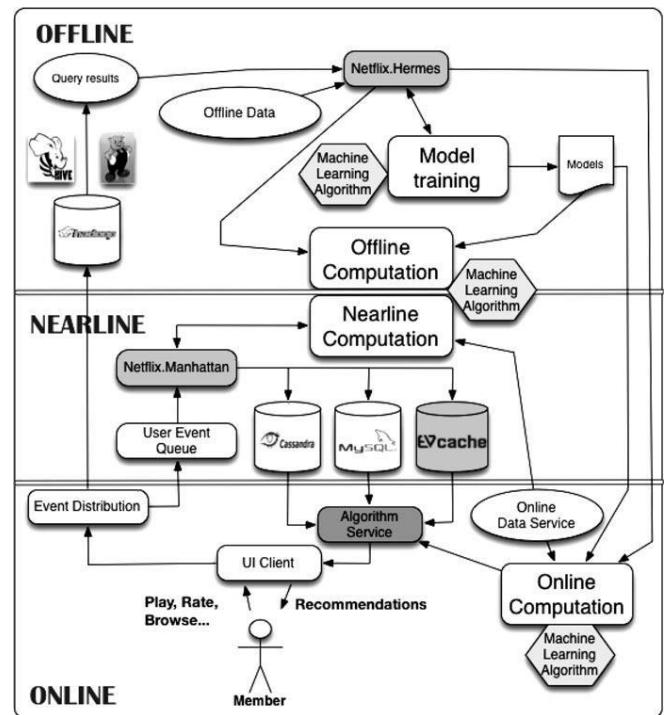 OFFLINE
Query results
Netflix.Hermes
Offline Data
HIVE
Machine
Learning
Algorithm
Model
training
Models
hadoop
Offline
Computation
Machine
Learning
Algorithm
NEARLINE
Nearline
Computation
Netflix.Manhattan
User Event
Queue
Cassandra
MySQL
EVcache
Event Distribution
Algorithm
Service
Online
Data Service
UI Client
Play, Rate,
Browse...
Recommendations
Online
Computation
Machine
Learning
Algorithm
Member
ONLINE